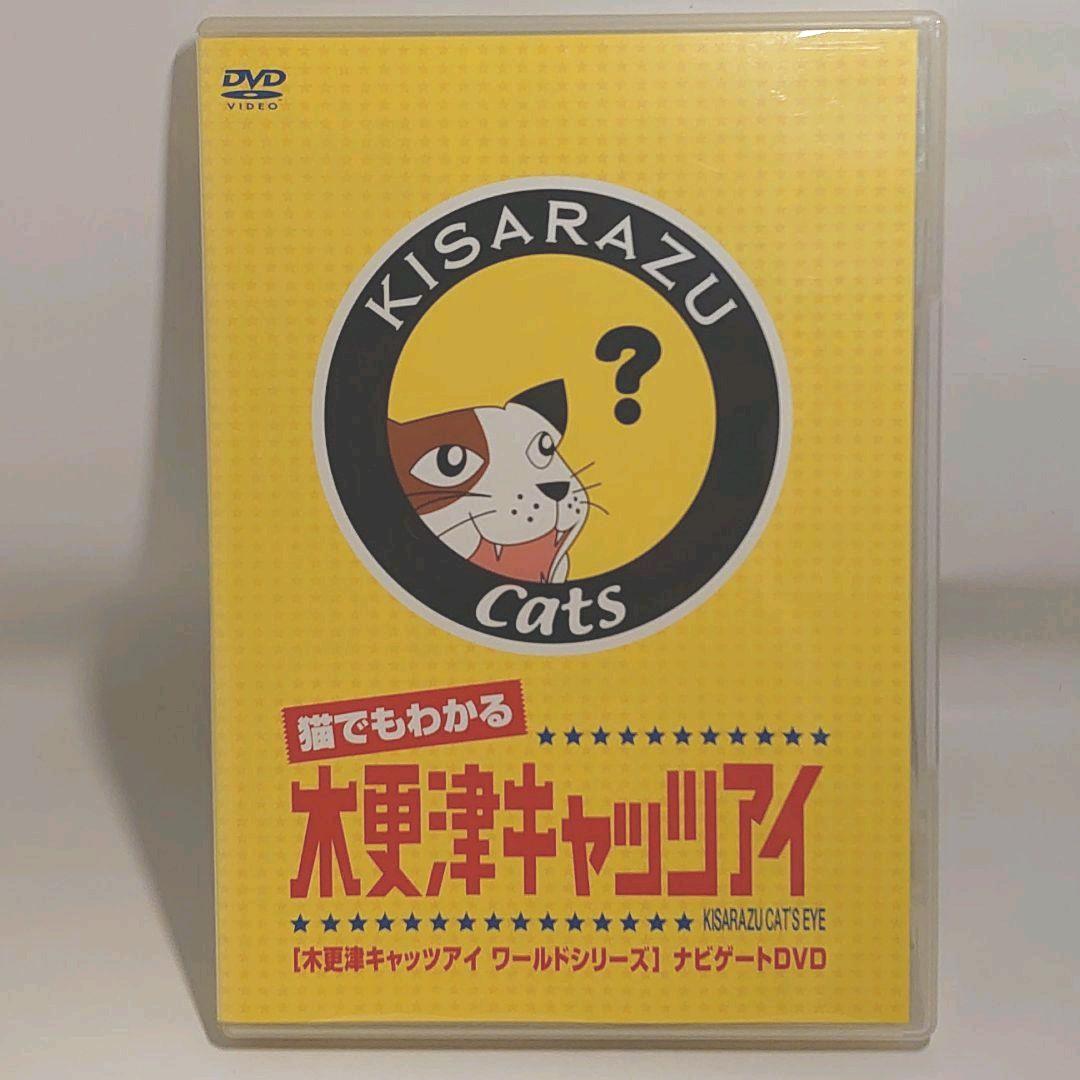 DVD
VIDEO
KISARAZU
?
Cats
猫でもわかる
木更津キャッツアイ
KISARAZU CAT'S EYE
[木更津キャッツアイ ワールドシリーズ] ナビゲートDVD